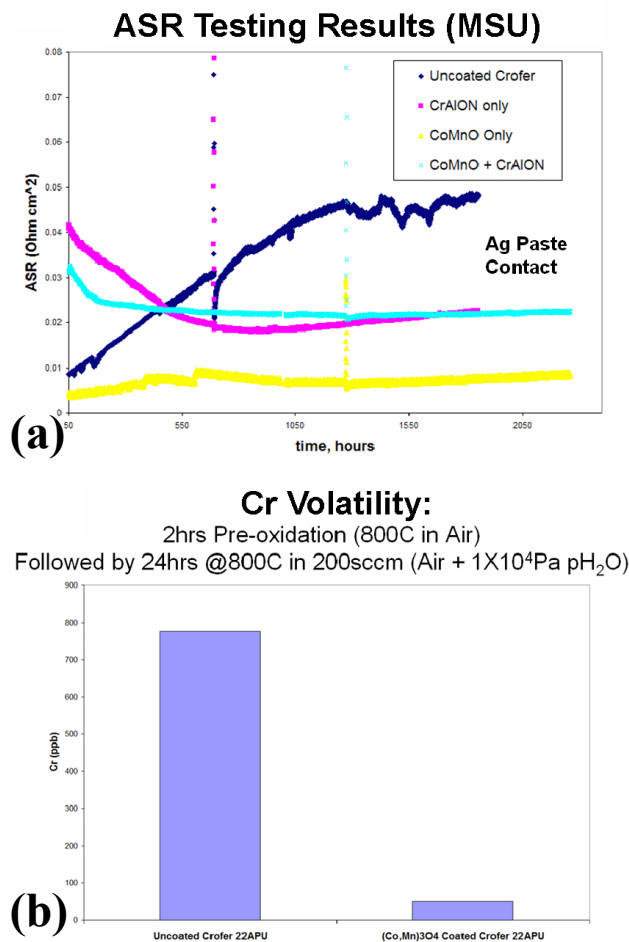 ASR Testing Results (MSU)
0.08
0.07
0.06
0.05
0.04
0.03
0.02
0.01
0
ASR (Ohm cm^2)
Uncoated Crofer
CrAlON only
CoMnO Only
CoMnO + CrAlON
Ag Paste
Contact
50
550
1050
1550
2050
time, hours
(a)
Cr Volatility:
2hrs Pre-oxidation (800C in Air)
Followed by 24hrs @800C in 200sccm (Air + 1X10⁴Pa pH₂O)
900
800
700
600
500
400
300
200
100
0
Cr (ppb)
Uncoated Crofer 22APU
(Co,Mn)3O4 Coated Crofer 22APU
(b)